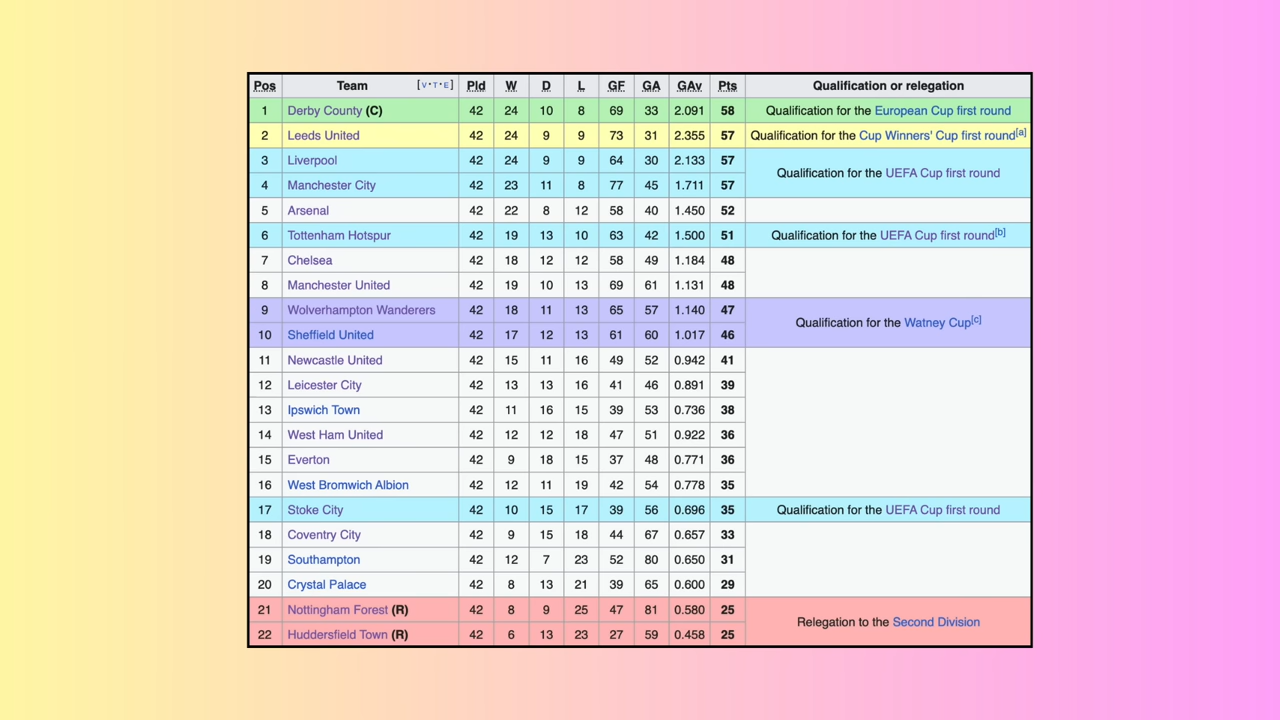 Pos Team [V·T·E] Pld W D L GF GA GAv Pts Qualification or relegation
1 Derby County (C) 42 24 10 8 69 33 2.091 58 Qualification for the European Cup first round
2 Leeds United 42 24 9 9 73 31 2.355 57 Qualification for the Cup Winners' Cup first round[a]
3 Liverpool 42 24 9 9 64 30 2.133 57 Qualification for the UEFA Cup first round
4 Manchester City 42 23 11 8 77 45 1.711 57
5 Arsenal 42 22 8 12 58 40 1.450 52
6 Tottenham Hotspur 42 19 13 10 63 42 1.500 51 Qualification for the UEFA Cup first round[b]
7 Chelsea 42 18 12 12 58 49 1.184 48
8 Manchester United 42 19 10 13 69 61 1.131 48
9 Wolverhampton Wanderers 42 18 11 13 65 57 1.140 47 Qualification for the Watney Cup[c]
10 Sheffield United 42 17 12 13 61 60 1.017 46
11 Newcastle United 42 15 11 16 49 52 0.942 41
12 Leicester City 42 13 13 16 41 46 0.891 39
13 Ipswich Town 42 11 16 15 39 53 0.736 38
14 West Ham United 42 12 12 18 47 51 0.922 36
15 Everton 42 9 18 15 37 48 0.771 36
16 West Bromwich Albion 42 12 11 19 42 54 0.778 35
17 Stoke City 42 10 15 17 39 56 0.696 35 Qualification for the UEFA Cup first round
18 Coventry City 42 9 15 18 44 67 0.657 33
19 Southampton 42 12 7 23 52 80 0.650 31
20 Crystal Palace 42 8 13 21 39 65 0.600 29
21 Nottingham Forest (R) 42 8 9 25 47 81 0.580 25 Relegation to the Second Division
22 Huddersfield Town (R) 42 6 13 23 27 59 0.458 25